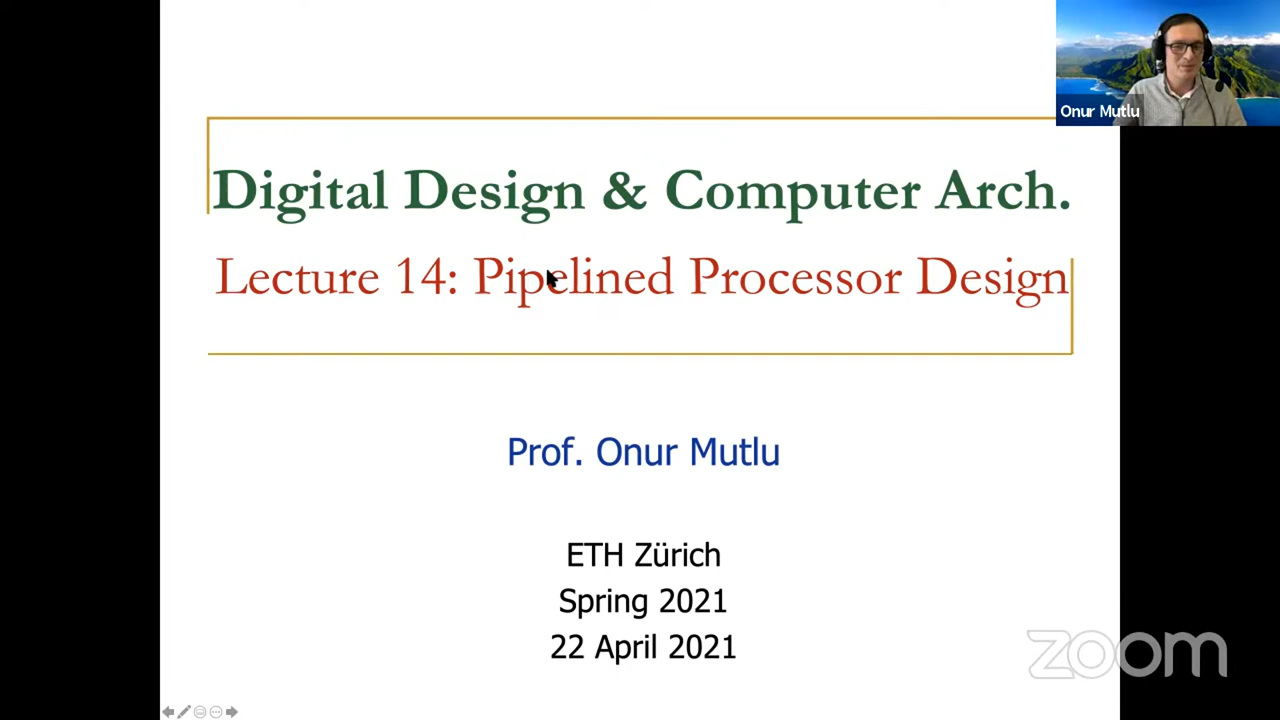 Onur Mutlu
Digital Design & Computer Arch.
Lecture 14: Pipelined Processor Design
Prof. Onur Mutlu
ETH Zürich
Spring 2021
22 April 2021
zoom